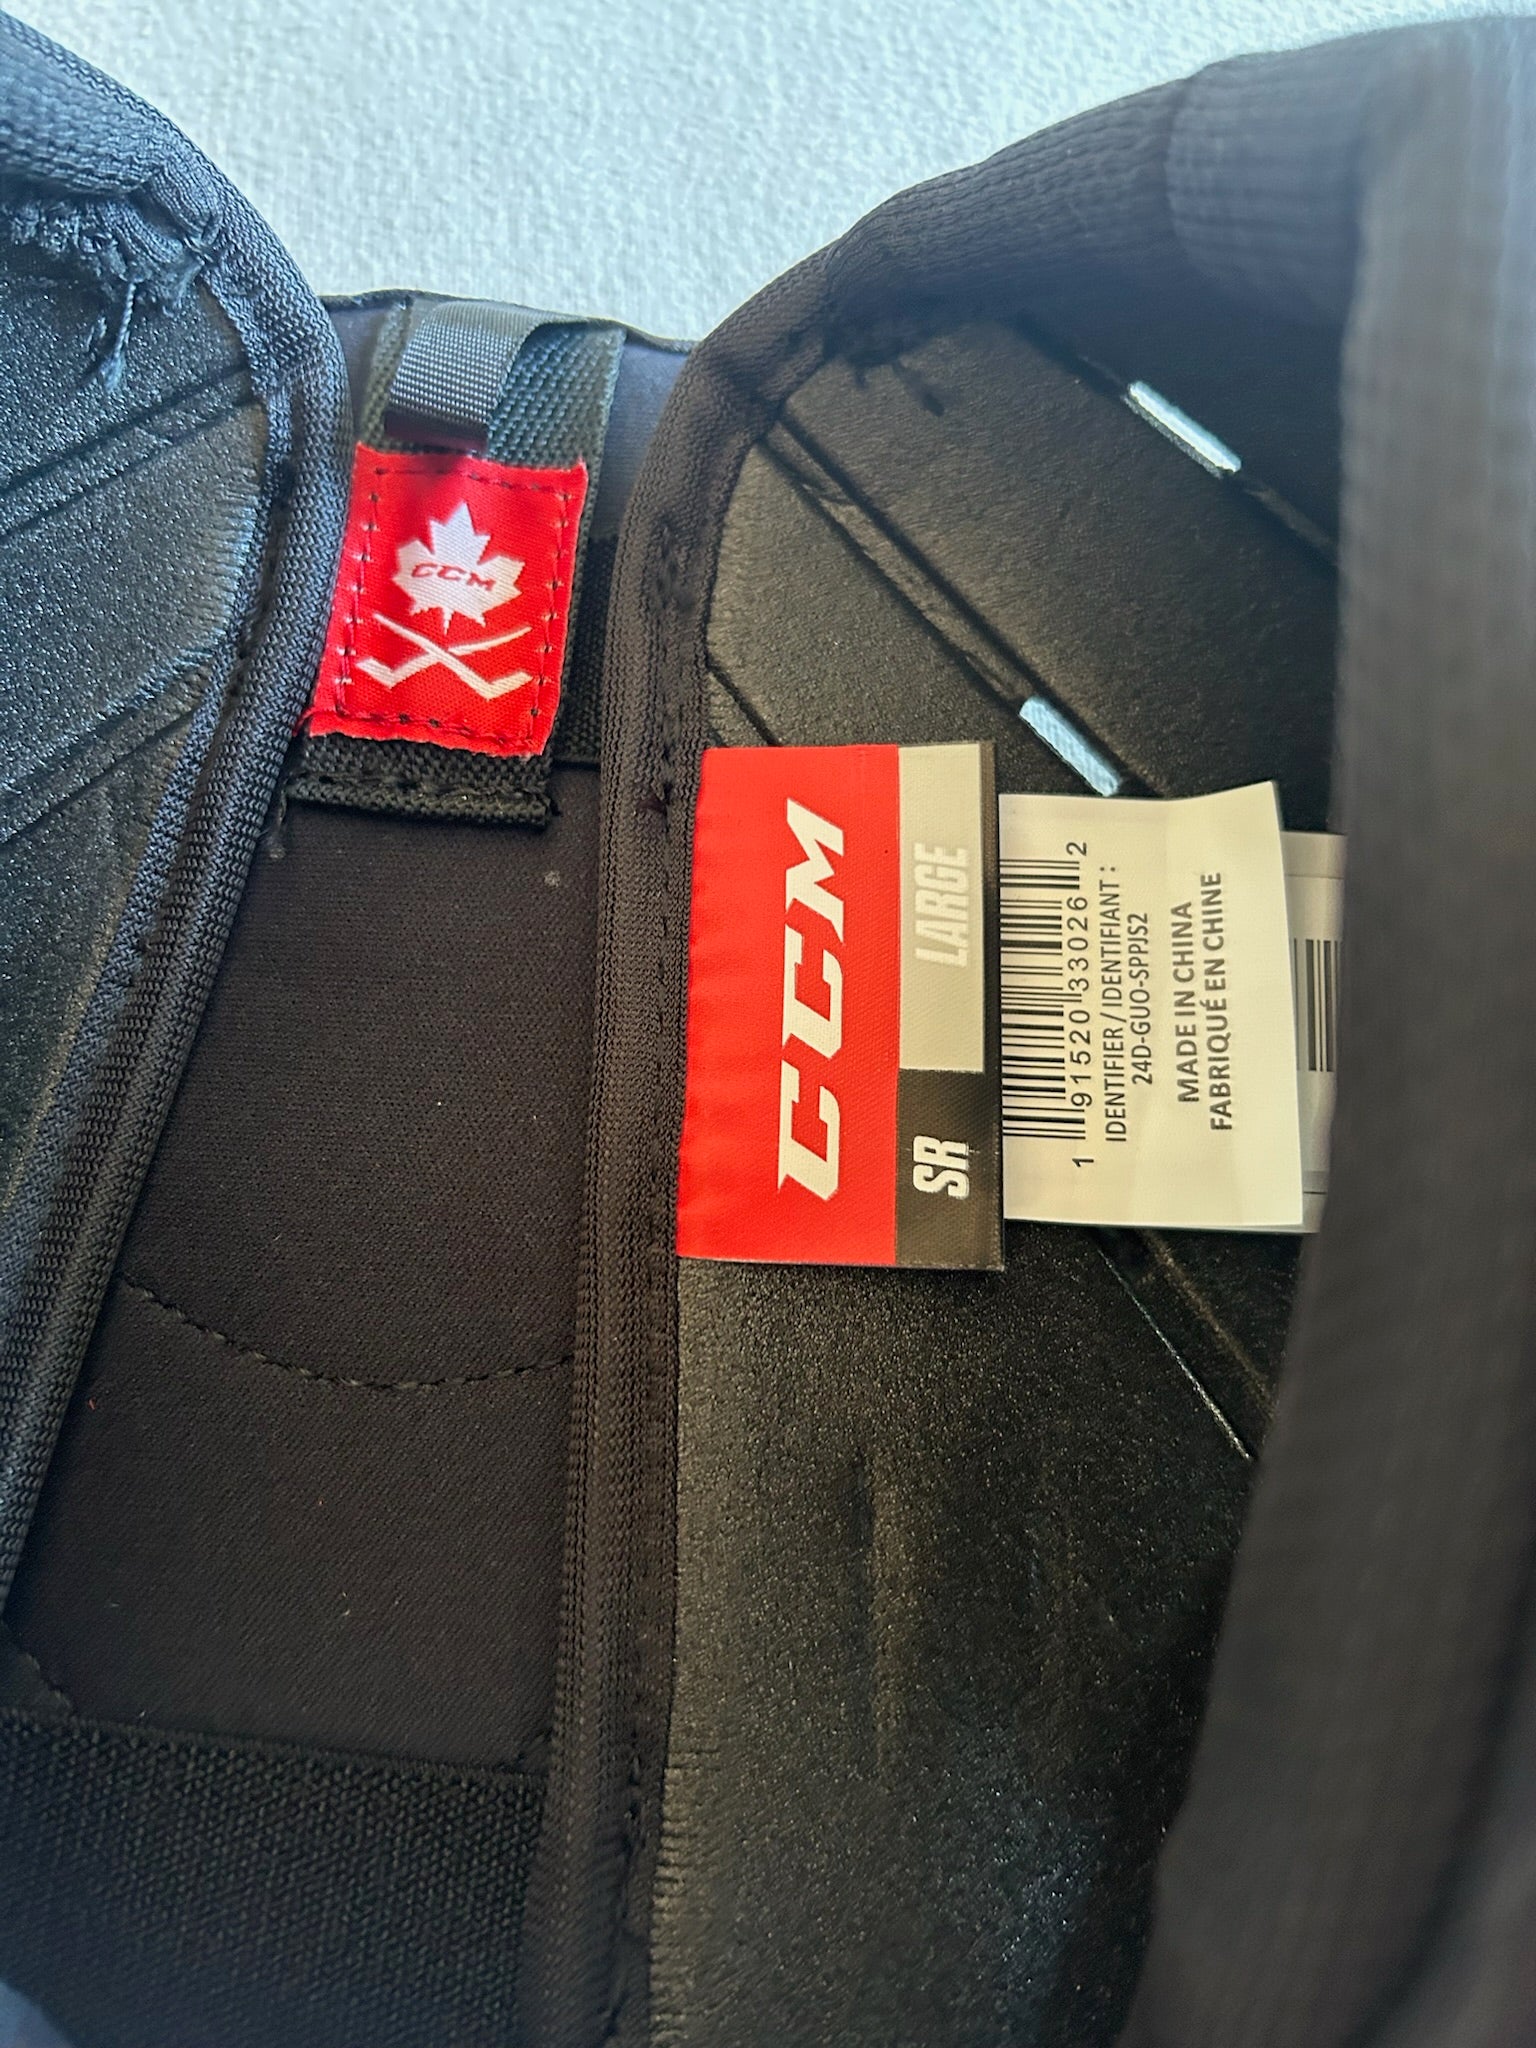 CCM
CCM
LARGE
SR
1 91520 33026 2
IDENTIFIER / IDENTIFIANT :
24D-GUO-SPPJS2
MADE IN CHINA
FABRIQUÉ EN CHINE